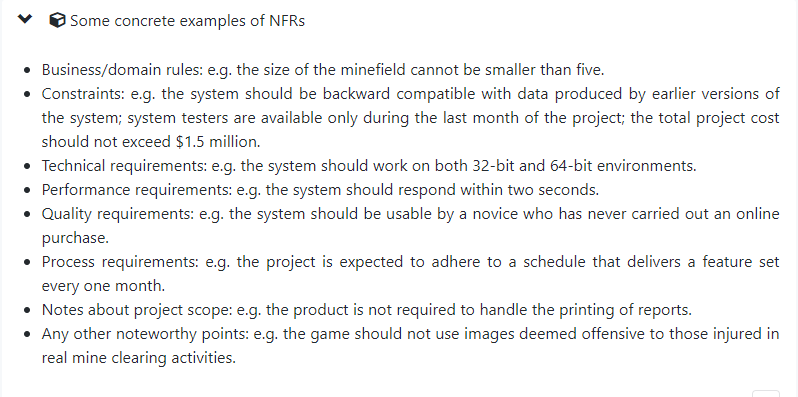 Some concrete examples of NFRs
• Business/domain rules: e.g. the size of the minefield cannot be smaller than five.
• Constraints: e.g. the system should be backward compatible with data produced by earlier versions of
the system; system testers are available only during the last month of the project; the total project cost
should not exceed $1.5 million.
• Technical requirements: e.g. the system should work on both 32-bit and 64-bit environments.
• Performance requirements: e.g. the system should respond within two seconds.
• Quality requirements: e.g. the system should be usable by a novice who has never carried out an online
purchase.
• Process requirements: e.g. the project is expected to adhere to a schedule that delivers a feature set
every one month.
• Notes about project scope: e.g. the product is not required to handle the printing of reports.
• Any other noteworthy points: e.g. the game should not use images deemed offensive to those injured in
real mine clearing activities.